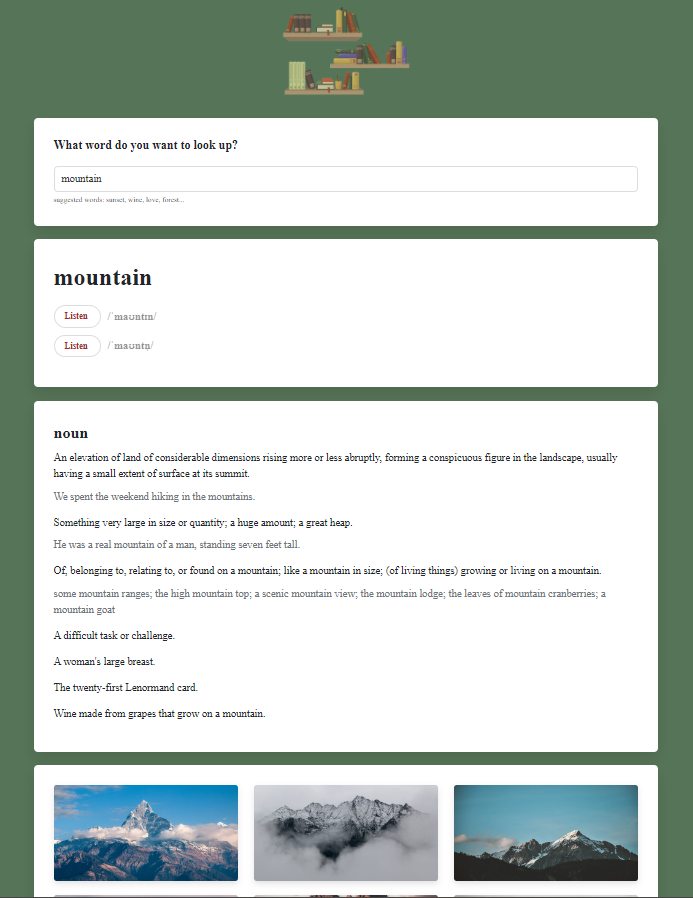 What word do you want to look up?
mountain
suggested words: sunset, wine, love, forest...
mountain
Listen /ˈmaʊntɪn/
Listen /ˈmaʊntn̩/
noun
An elevation of land of considerable dimensions rising more or less abruptly, forming a conspicuous figure in the landscape, usually
having a small extent of surface at its summit.
We spent the weekend hiking in the mountains.
Something very large in size or quantity; a huge amount; a great heap.
He was a real mountain of a man, standing seven feet tall.
Of, belonging to, relating to, or found on a mountain; like a mountain in size; (of living things) growing or living on a mountain.
some mountain ranges; the high mountain top; a scenic mountain view; the mountain lodge; the leaves of mountain cranberries; a
mountain goat
A difficult task or challenge.
A woman's large breast.
The twenty-first Lenormand card.
Wine made from grapes that grow on a mountain.